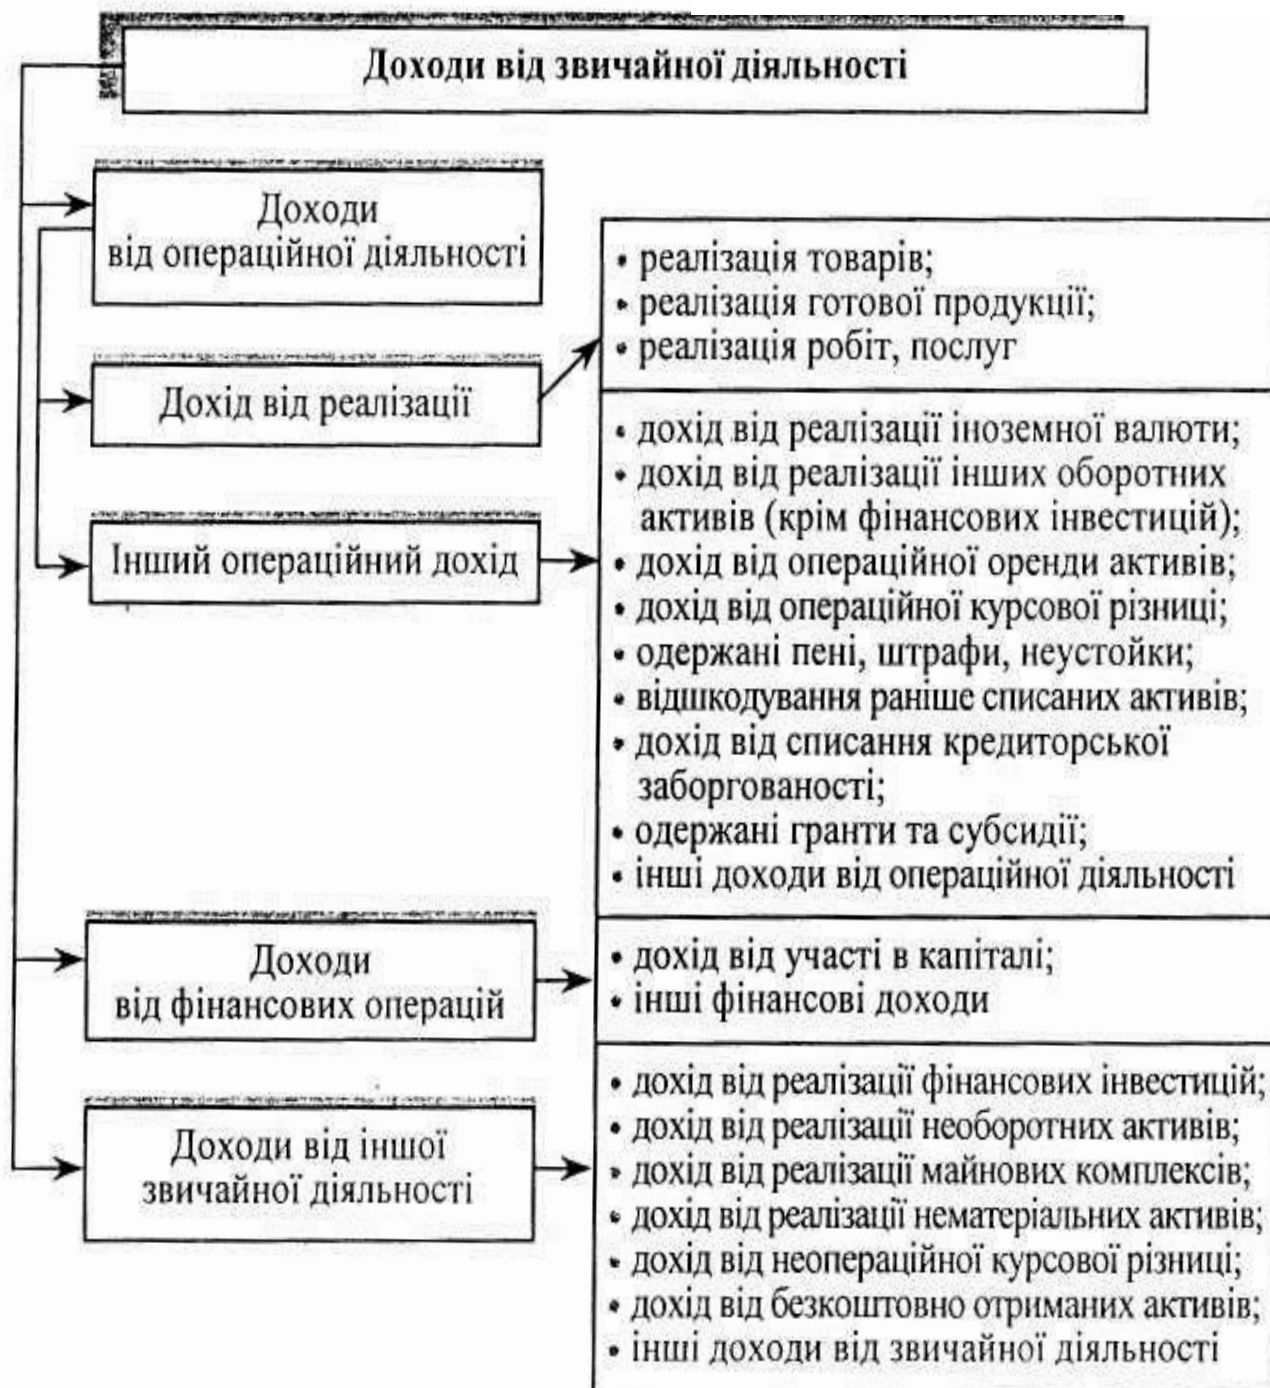 Доходи від звичайної діяльності
Доходи
від операційної діяльності
• реалізація товарів;
• реалізація готової продукції;
• реалізація робіт, послуг
Дохід від реалізації
Інший операційний дохід
• дохід від реалізації іноземної валюти;
• дохід від реалізації інших оборотних
активів (крім фінансових інвестицій);
• дохід від операційної оренди активів;
• дохід від операційної курсової різниці;
• одержані пені, штрафи, неустойки;
• відшкодування раніше списаних активів;
• дохід від списання кредиторської
заборгованості;
• одержані гранти та субсидії;
• інші доходи від операційної діяльності
Доходи
від фінансових операцій
• дохід від участі в капіталі;
• інші фінансові доходи
Доходи від іншої
звичайної діяльності
• дохід від реалізації фінансових інвестицій;
• дохід від реалізації необоротних активів;
• дохід від реалізації майнових комплексів;
• дохід від реалізації нематеріальних активів;
• дохід від неопераційної курсової різниці;
• дохід від безкоштовно отриманих активів;
• інші доходи від звичайної діяльності